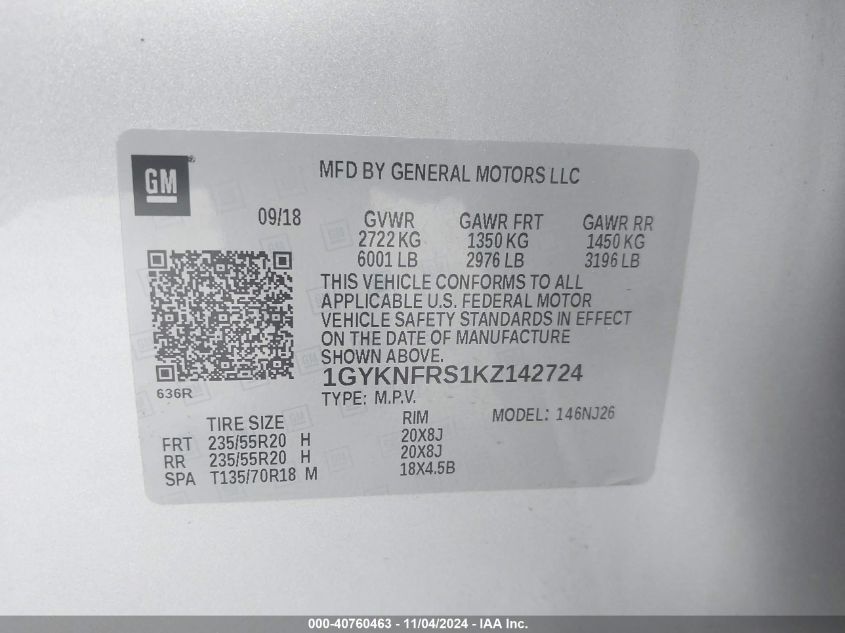 GM
MFD BY GENERAL MOTORS LLC
09/18 GVWR GAWR FRT GAWR RR
2722 KG 1350 KG 1450 KG
6001 LB 2976 LB 3196 LB
THIS VEHICLE CONFORMS TO ALL
APPLICABLE U.S. FEDERAL MOTOR
VEHICLE SAFETY STANDARDS IN EFFECT
ON THE DATE OF MANUFACTURE
SHOWN ABOVE.
1GYKNFRS1KZ142724
636R
TYPE: M.P.V. MODEL: 146NJ26
TIRE SIZE RIM
FRT 235/55R20 H 20X8J
RR 235/55R20 H 20X8J
SPA T135/70R18 M 18X4.5B
000-40760463 - 11/04/2024 - IAA Inc.